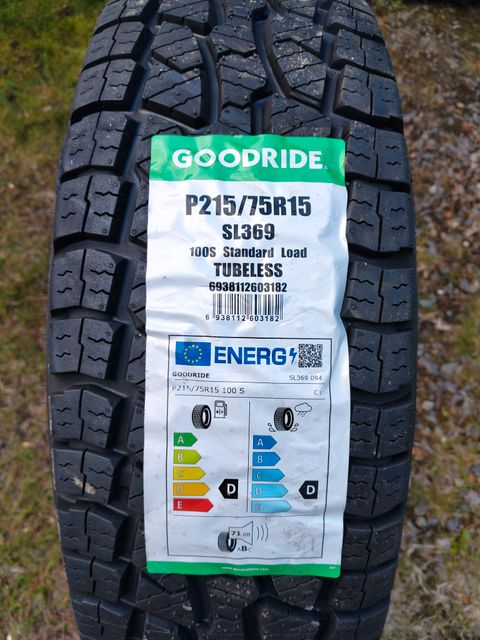 GOODRIDE
P215/75R15
SL369
100S Standard Load
TUBELESS
6938112603182
6 938112 603182
ENERG
GOODRIDE SL369 094
P215/75R15 100 S C1
A A
B B
C C
D D D D
E E
71 dB
ABC